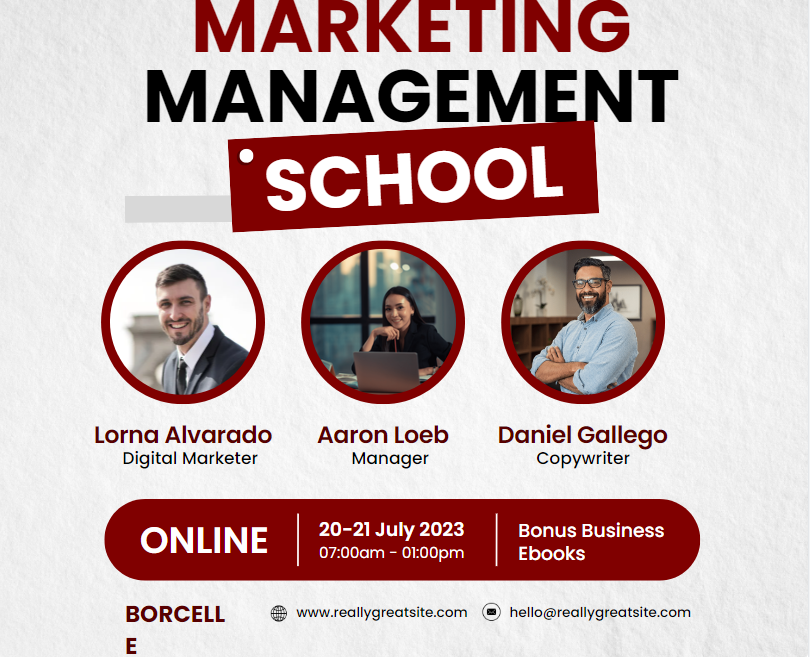 MARKETING
MANAGEMENT
SCHOOL
Lorna Alvarado
Digital Marketer
Aaron Loeb
Manager
Daniel Gallego
Copywriter
ONLINE
20-21 July 2023
07:00am - 01:00pm
Bonus Business
Ebooks
BORCELL
E
www.reallygreatsite.com
hello@reallygreatsite.com